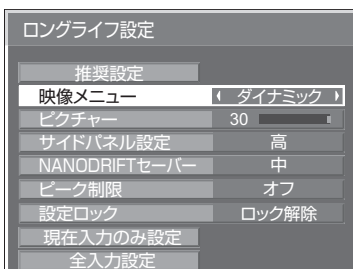 ロングライフ設定
推奨設定
映像メニュー ダイナミック
ピクチャー 30
サイドパネル設定 高
NANODRIFTセーバー 中
ピーク制限 オフ
設定ロック ロック解除
現在入力のみ設定
全入力設定